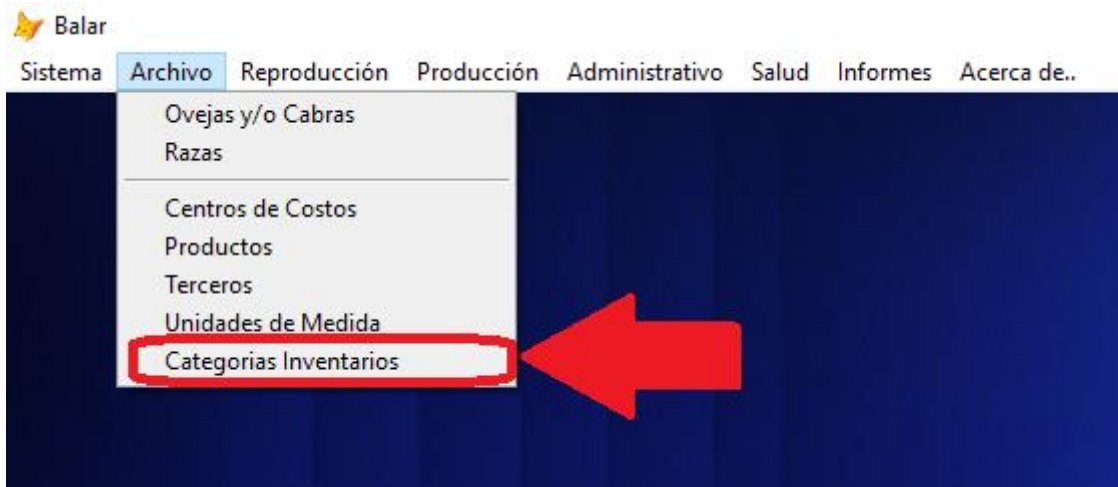 Balar
Sistema Archivo Reproducción Producción Administrativo Salud Informes Acerca de..
Ovejas y/o Cabras
Razas
Centros de Costos
Productos
Terceros
Unidades de Medida
Categorias Inventarios